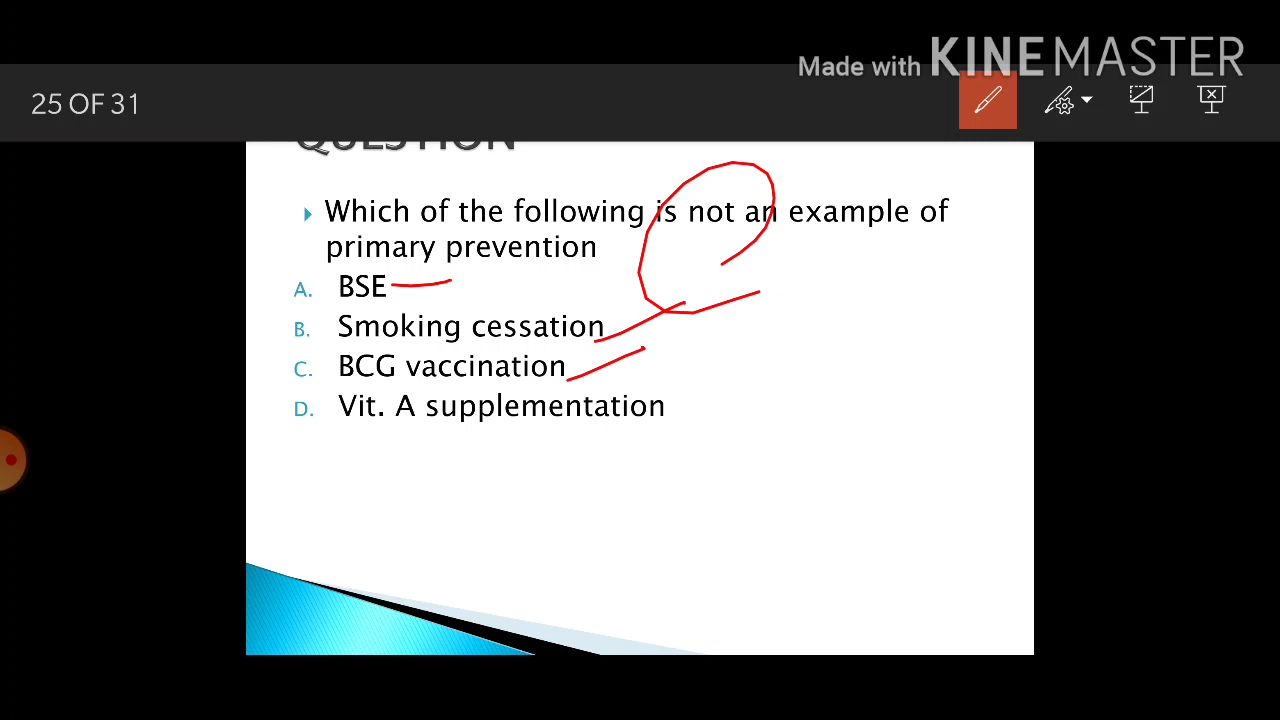 Made with KINEMASTER
25 OF 31
QUESTION
Which of the following is not an example of
primary prevention
A. BSE
B. Smoking cessation
C. BCG vaccination
D. Vit. A supplementation